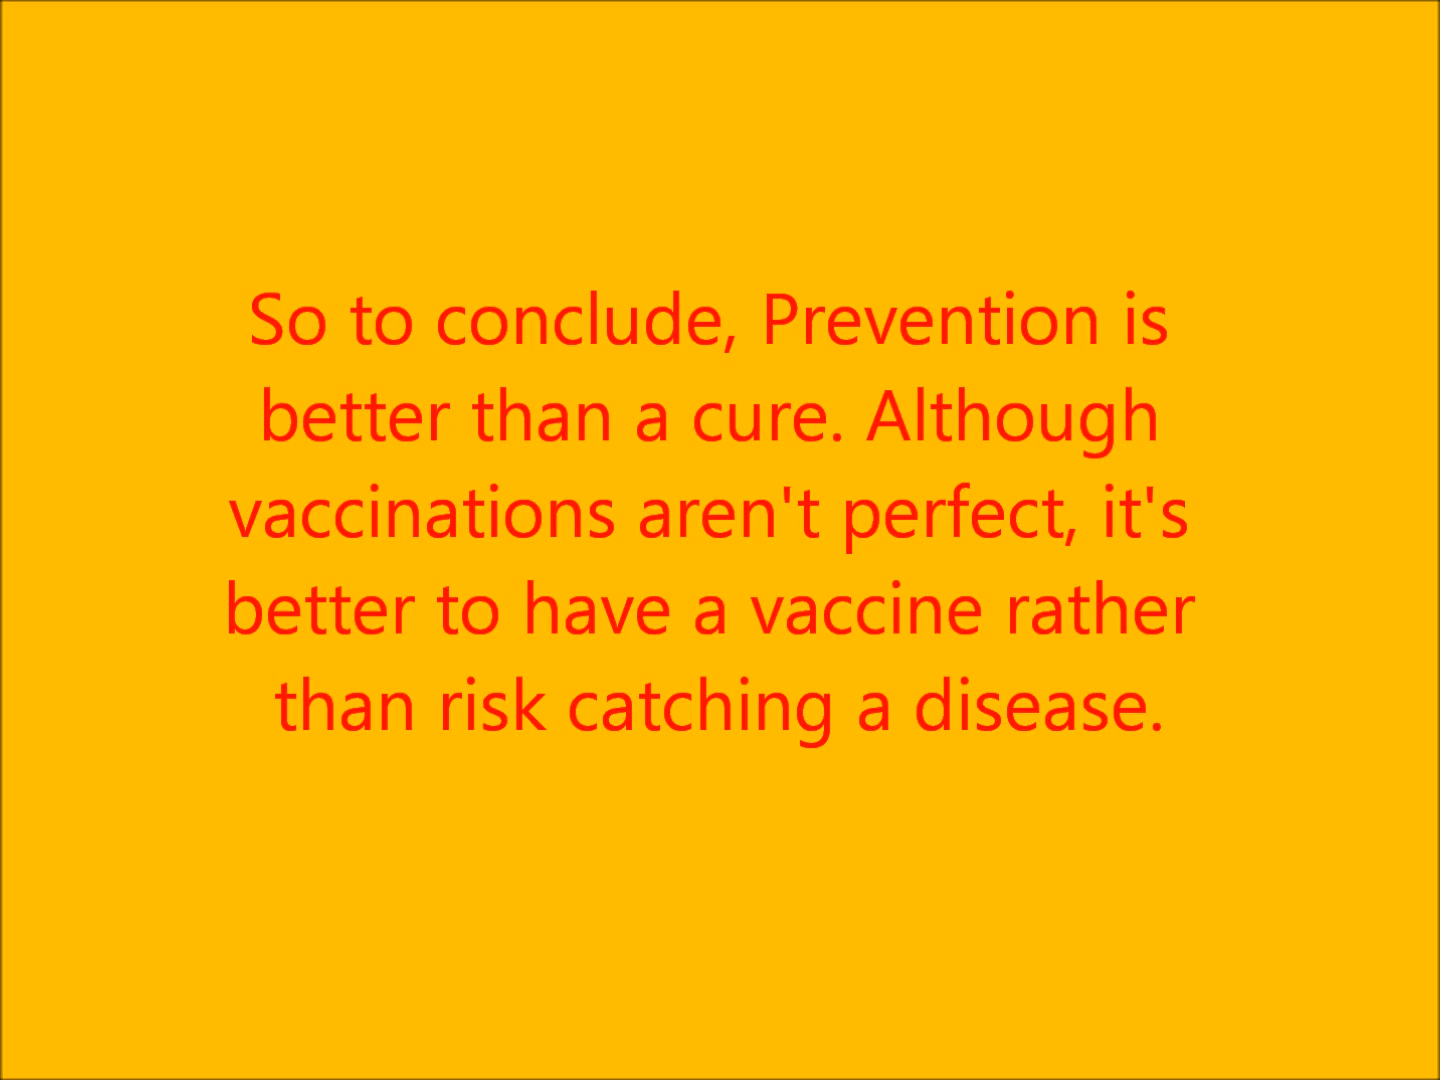 So to conclude, Prevention is
better than a cure. Although
vaccinations aren't perfect, it's
better to have a vaccine rather
than risk catching a disease.